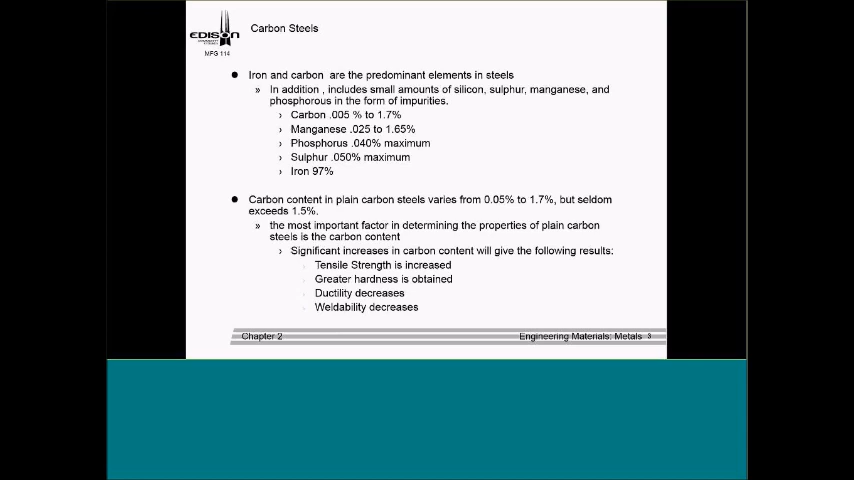 EDISON
MFG 114
Carbon Steels
● Iron and carbon are the predominant elements in steels
» In addition , includes small amounts of silicon, sulphur, manganese, and
phosphorous in the form of impurities.
› Carbon .005 % to 1.7%
› Manganese .025 to 1.65%
› Phosphorus .040% maximum
› Sulphur .050% maximum
› Iron 97%
● Carbon content in plain carbon steels varies from 0.05% to 1.7%, but seldom
exceeds 1.5%.
» the most important factor in determining the properties of plain carbon
steels is the carbon content
› Significant increases in carbon content will give the following results:
Tensile Strength is increased
Greater hardness is obtained
Ductility decreases
Weldability decreases
Chapter 2
Engineering Materials: Metals 3